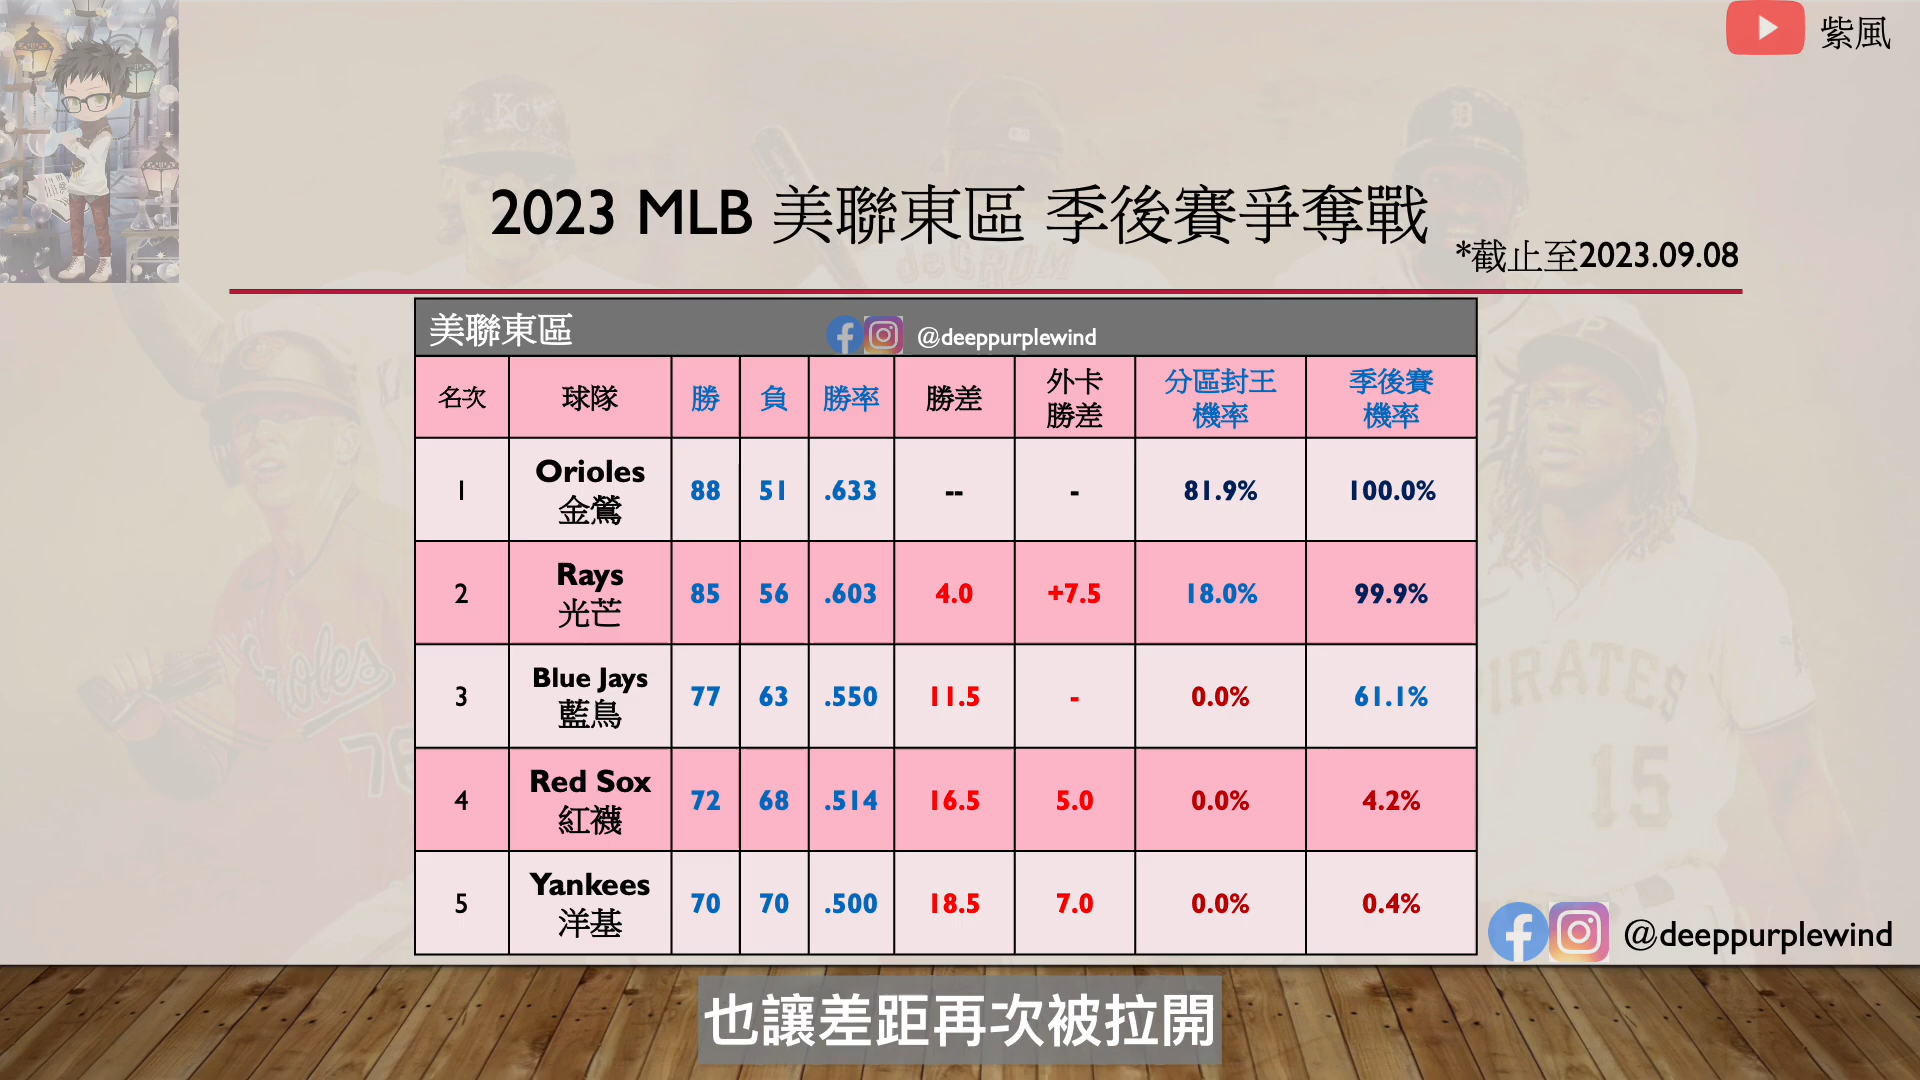 紫風
2023 MLB 美聯東區 季後賽爭奪戰
*截止至2023.09.08
美聯東區 @deeppurplewind
名次 球隊 勝 負 勝率 勝差 外卡勝差 分區封王機率 季後賽機率
1 Orioles 金鶯 88 51 .633 -- - 81.9% 100.0%
2 Rays 光芒 85 56 .603 4.0 +7.5 18.0% 99.9%
3 Blue Jays 藍鳥 77 63 .550 11.5 - 0.0% 61.1%
4 Red Sox 紅襪 72 68 .514 16.5 5.0 0.0% 4.2%
5 Yankees 洋基 70 70 .500 18.5 7.0 0.0% 0.4%
KC
D
P
deGROM
Orioles
76
PIRATES
15
@deeppurplewind
也讓差距再次被拉開